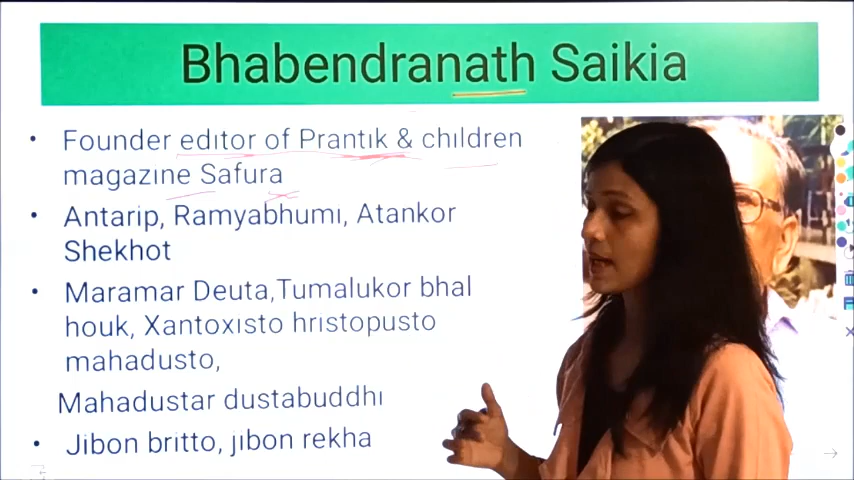 Bhabendranath Saikia
• Founder editor of Prantik & children
magazine Safura
• Antarip, Ramyabhumi, Atankor
Shekhot
• Maramar Deuta,Tumalukor bhal
houk, Xantoxisto hristopusto
mahadusto,
Mahadustar dustabuddhi
• Jibon britto, jibon rekha